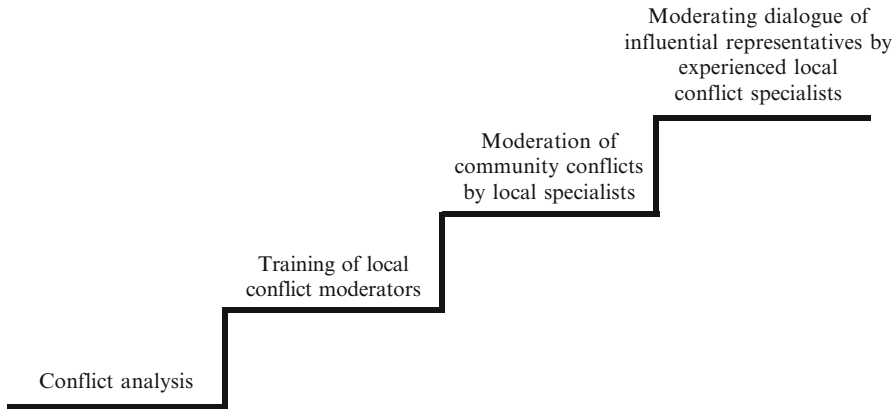 Moderating dialogue of
influential representatives by
experienced local
conflict specialists
Moderation of
community conflicts
by local specialists
Training of local
conflict moderators
Conflict analysis